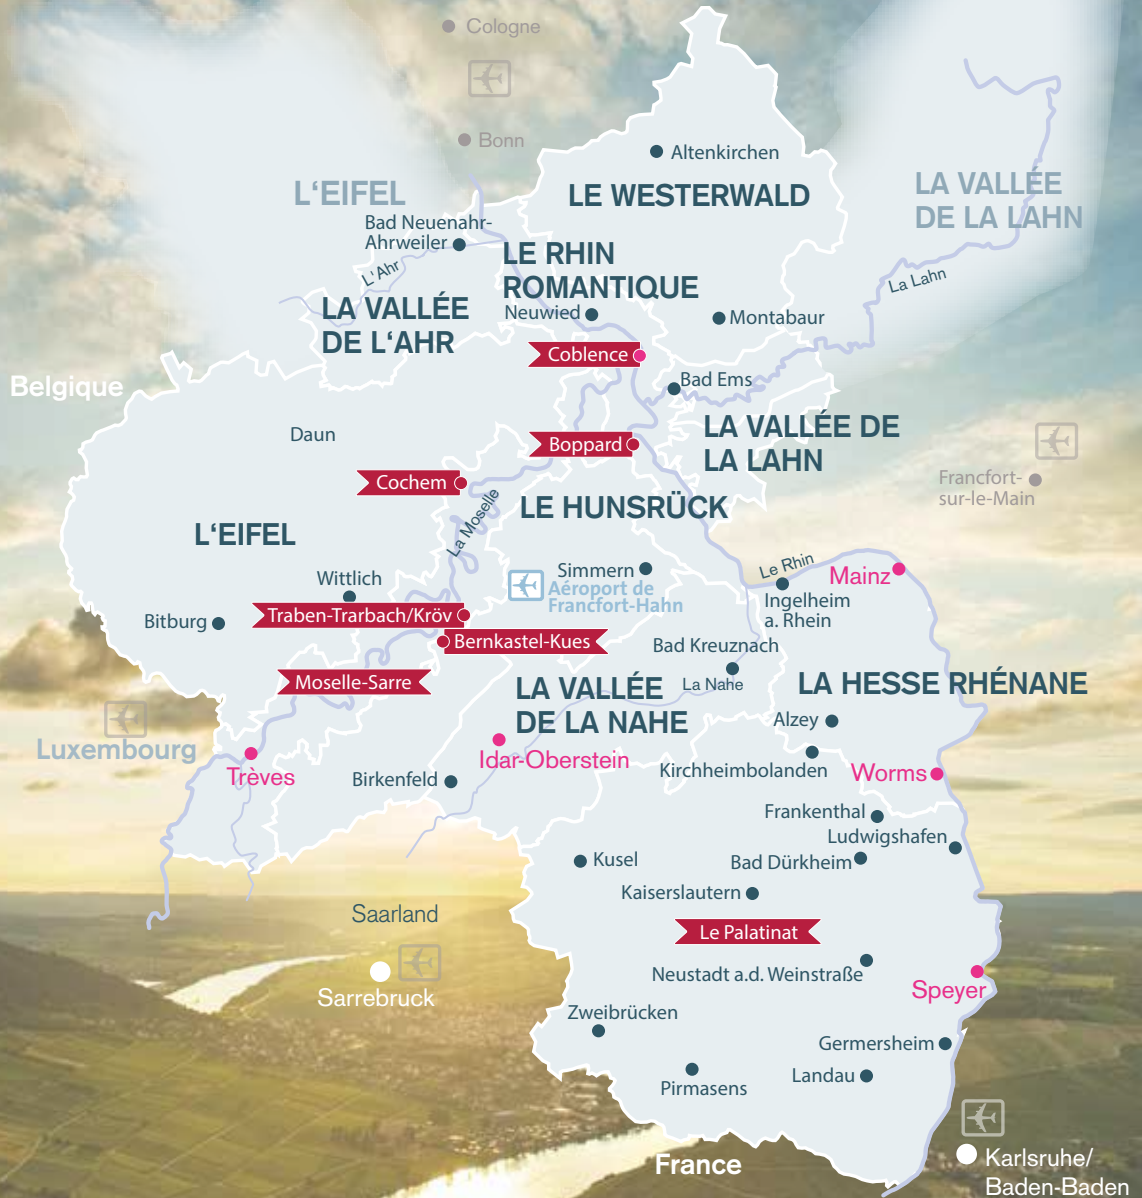 Cologne
Bonn
Altenkirchen
L'EIFEL
LE WESTERWALD
LA VALLÉE
DE LA LAHN
Bad Neuenahr-
Ahrweiler
L'Ahr
LE RHIN
ROMANTIQUE
La Lahn
LA VALLÉE
DE L'AHR
Neuwied
Montabaur
Coblence
Belgique
Bad Ems
Daun
Boppard
LA VALLÉE DE
LA LAHN
Cochem
Francfort-
sur-le-Main
La Moselle
LE HUNSRÜCK
L'EIFEL
Le Rhin
Wittlich
Simmern
Mainz
Aéroport de
Francfort-Hahn
Ingelheim
a. Rhein
Bitburg
Traben-Trarbach/Kröv
Bernkastel-Kues
Bad Kreuznach
Moselle-Sarre
LA VALLÉE
DE LA NAHE
La Nahe
LA HESSE RHÉNANE
Luxembourg
Alzey
Trèves
Idar-Oberstein
Birkenfeld
Kirchheimbolanden
Worms
Frankenthal
Ludwigshafen
Kusel
Bad Dürkheim
Kaiserslautern
Saarland
Le Palatinat
Neustadt a.d. Weinstraße
Sarrebruck
Speyer
Zweibrücken
Germersheim
Landau
Pirmasens
France
Karlsruhe/
Baden-Baden